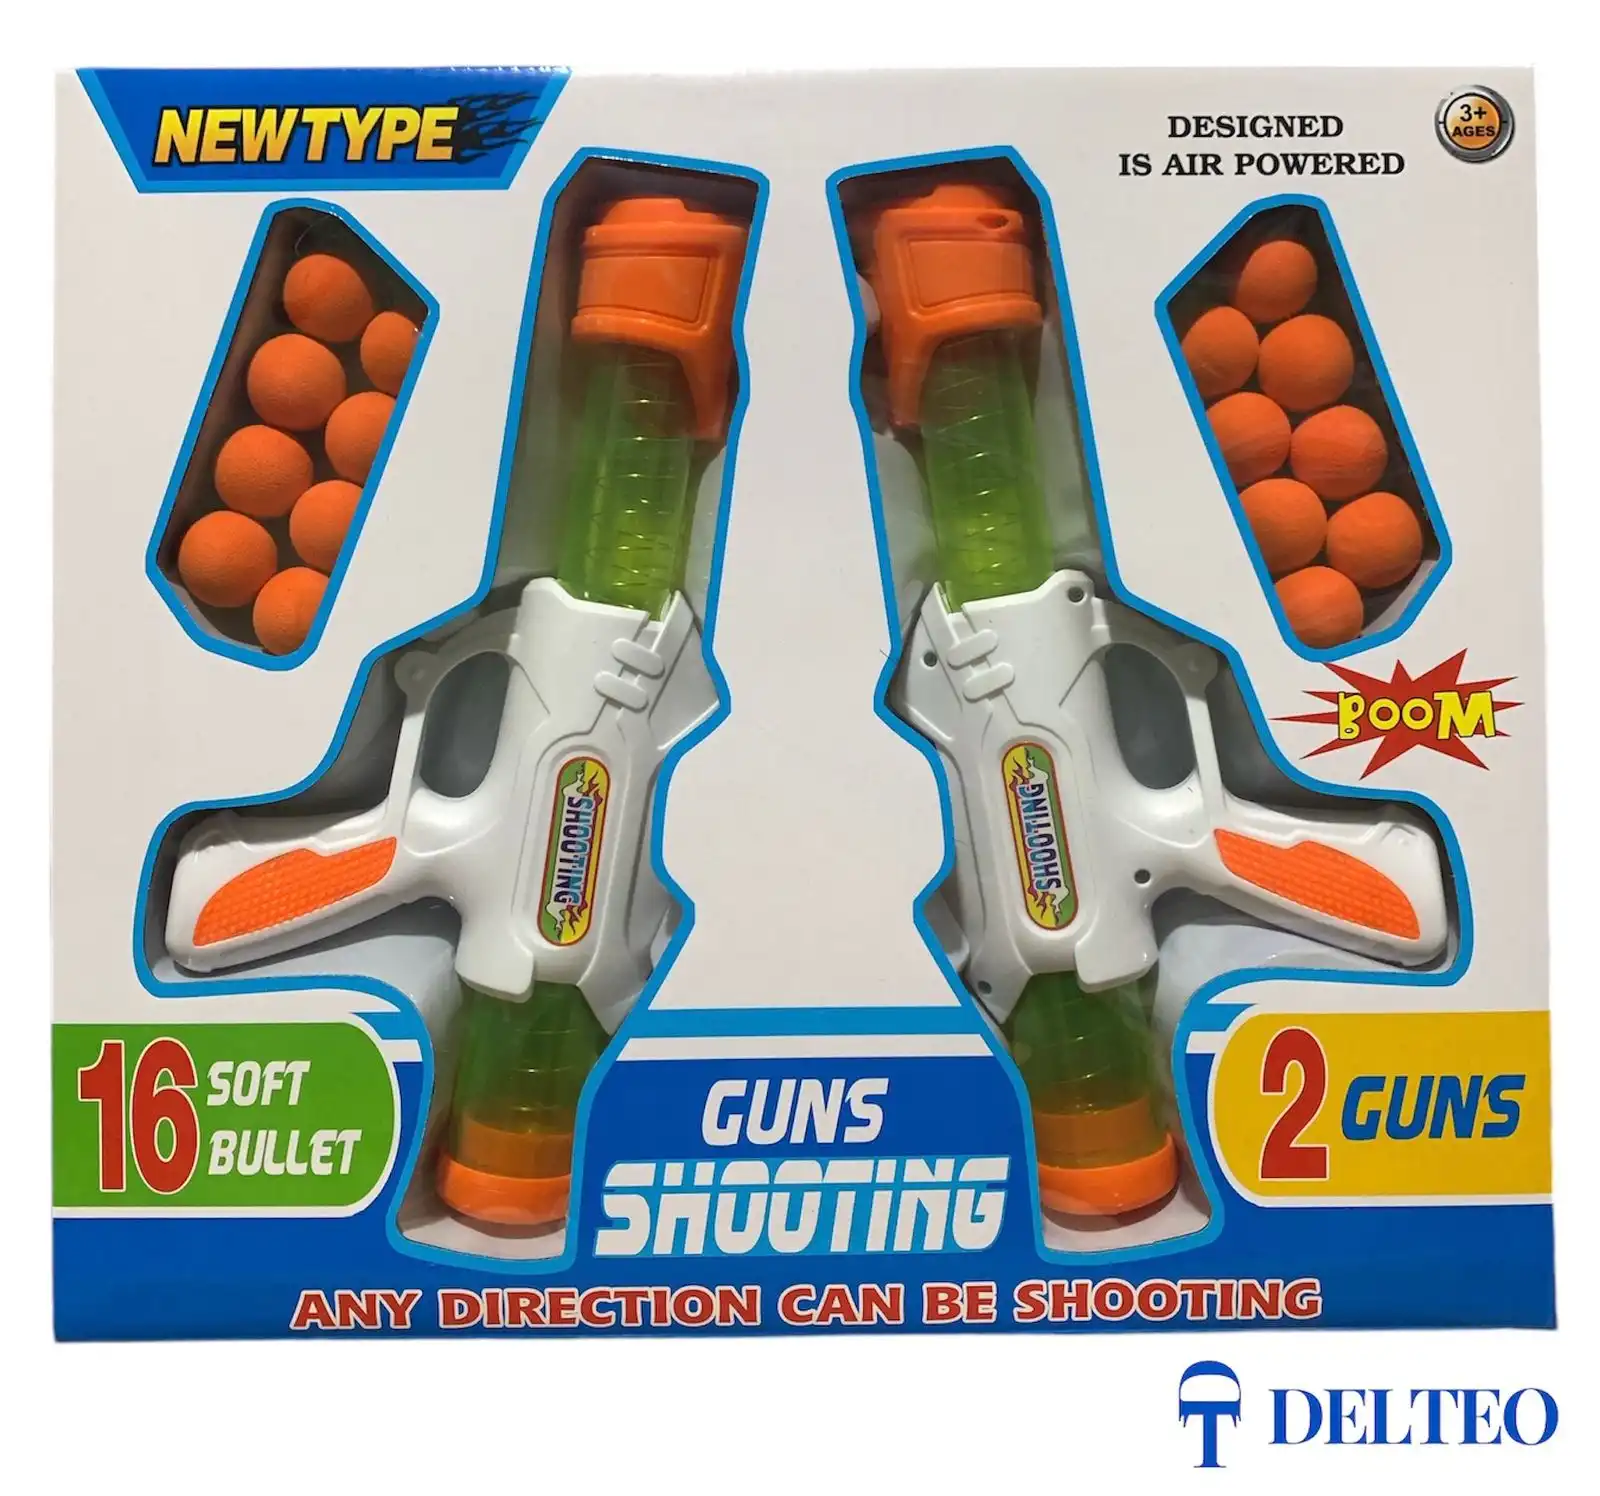 NEWTYPE
DESIGNED
IS AIR POWERED
3+
AGES
BOOM
SHOOTING
SHOOTING
16 SOFT
BULLET
GUNS
SHOOTING
2 GUNS
ANY DIRECTION CAN BE SHOOTING
DELTEO